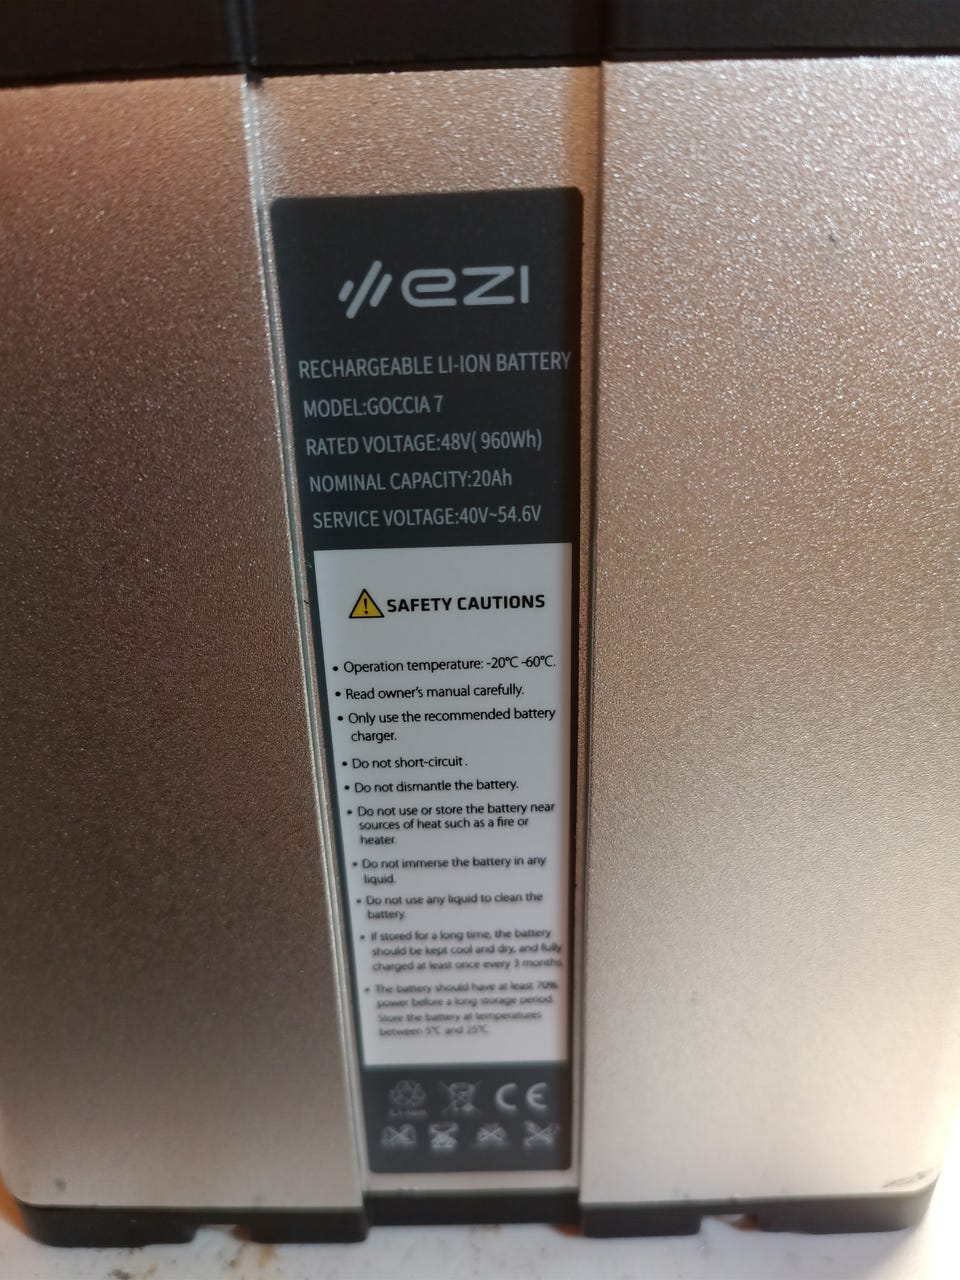 ezi
RECHARGEABLE LI-ION BATTERY
MODEL:GOCCIA 7
RATED VOLTAGE:48V( 960Wh)
NOMINAL CAPACITY:20Ah
SERVICE VOLTAGE:40V~54.6V
SAFETY CAUTIONS
• Operation temperature: -20°C -60°C.
• Read owner's manual carefully.
• Only use the recommended battery
charger.
• Do not short-circuit.
• Do not dismantle the battery.
• Do not use or store the battery near
sources of heat such as a fire or
heater.
• Do not immerse the battery in any
liquid.
• Do not use any liquid to clean the
battery.
• If stored for a long time, the battery
should be kept cool and dry, and fully
charged at least once every 3 months.
• The battery should have at least 70%
power before a long storage period.
Store the battery at temperatures
between 5°C and 25°C.
Li-ion
CE